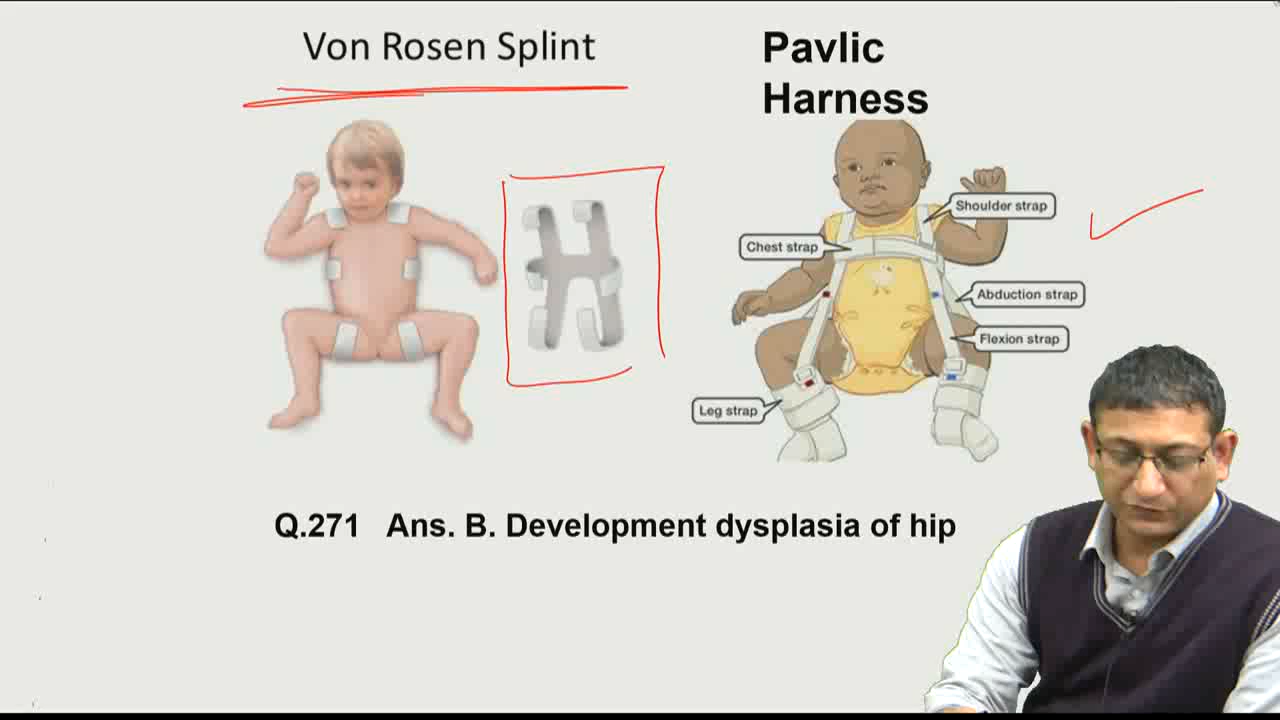 Von Rosen Splint
Pavlic
Harness
Shoulder strap
Chest strap
Abduction strap
Flexion strap
Leg strap
Q.271 Ans. B. Development dysplasia of hip